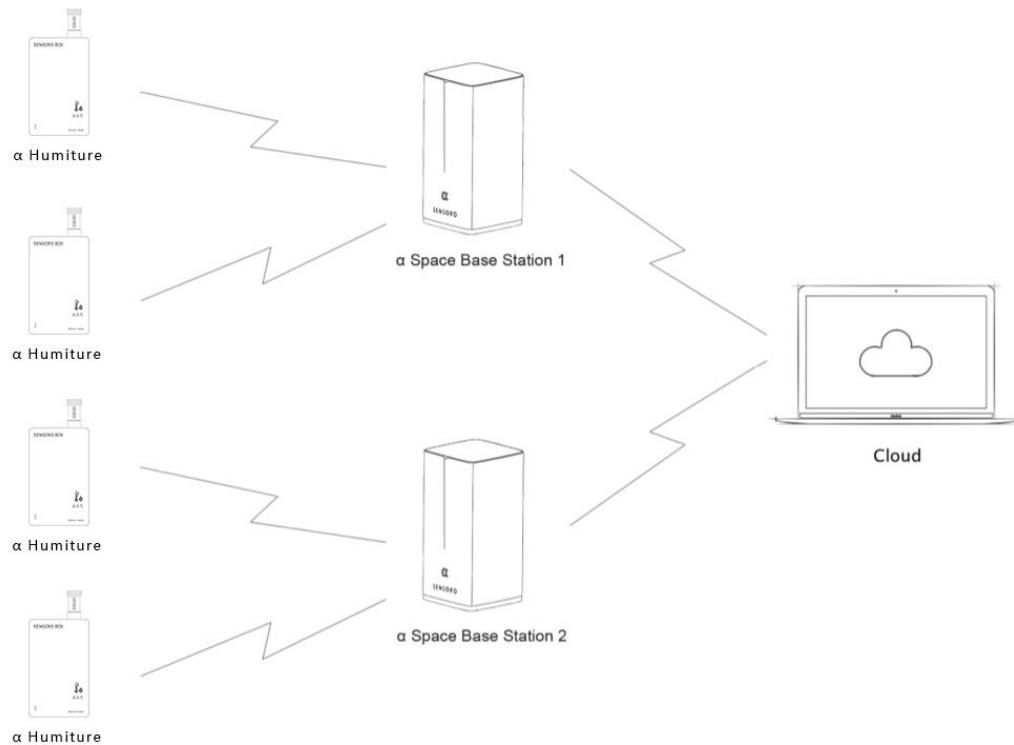 SENSORO BOX
α Humiture
SENSORO BOX
α Humiture
SENSORO BOX
α Humiture
SENSORO BOX
α Humiture
α
SENSORO
α Space Base Station 1
α
SENSORO
α Space Base Station 2
Cloud